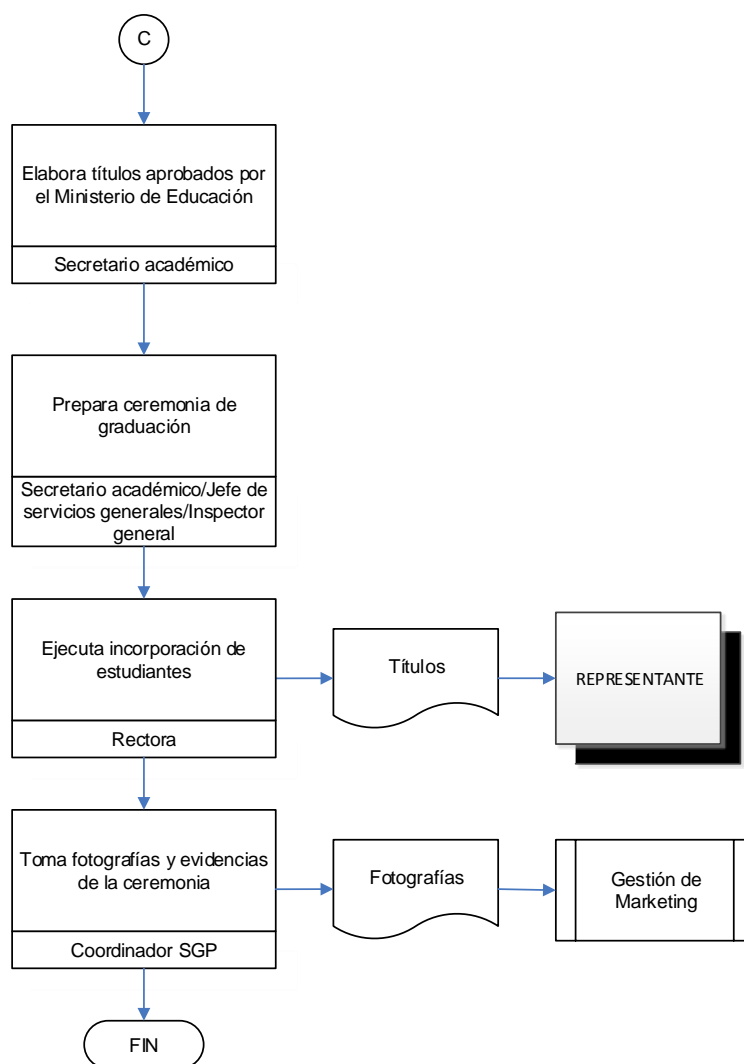 C
Elabora títulos aprobados por
el Ministerio de Educación
Secretario académico
Prepara ceremonia de
graduación
Secretario académico/Jefe de
servicios generales/Inspector
general
Ejecuta incorporación de
estudiantes
Rectora
Títulos
REPRESENTANTE
Toma fotografías y evidencias
de la ceremonia
Coordinador SGP
Fotografías
Gestión de
Marketing
FIN